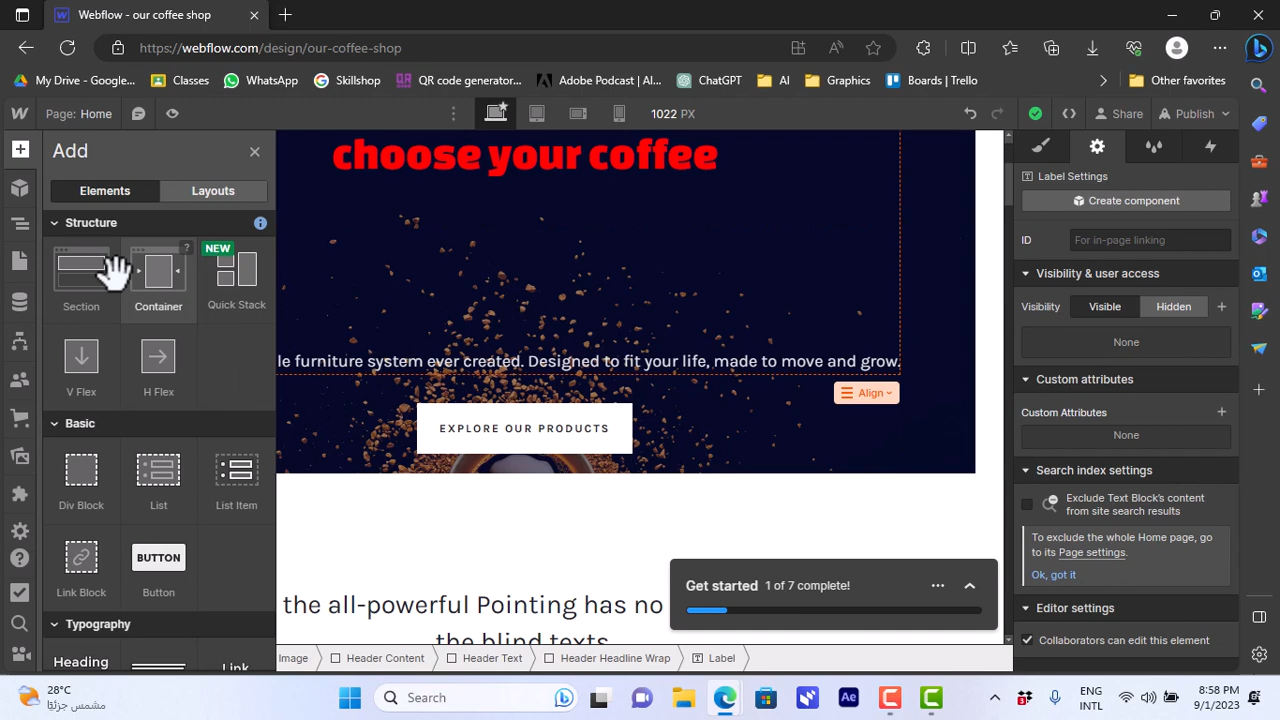 Webflow - our coffee shop
https://webflow.com/design/our-coffee-shop
My Drive - Google...
Classes
WhatsApp
Skillshop
QR code generator...
Adobe Podcast | AI...
ChatGPT
AI
Graphics
Boards | Trello
Other favorites
Page: Home
1022 PX
Share
Publish
Add
Elements
Layouts
Structure
Section
Container
?
NEW
Quick Stack
V Flex
H Flex
Basic
Div Block
List
List Item
Link Block
BUTTON
Button
Typography
Heading
Link
choose your coffee
le furniture system ever created. Designed to fit your life, made to move and grow.
Align
EXPLORE OUR PRODUCTS
the all-powerful Pointing has no
the blind texts
Get started 1 of 7 complete!
Image
Header Content
Header Text
Header Headline Wrap
Label
Label Settings
Create component
ID
For in-page linking
Visibility & user access
Visibility
Visible
Hidden
None
Custom attributes
Custom Attributes
None
Search index settings
Exclude Text Block's content
from site search results
To exclude the whole Home page, go
to its Page settings.
Ok, got it
Editor settings
Collaborators can edit this element
28°C
مشمس جزئيًا
Search
Ae
3
ENG
INTL
8:58 PM
9/1/2023